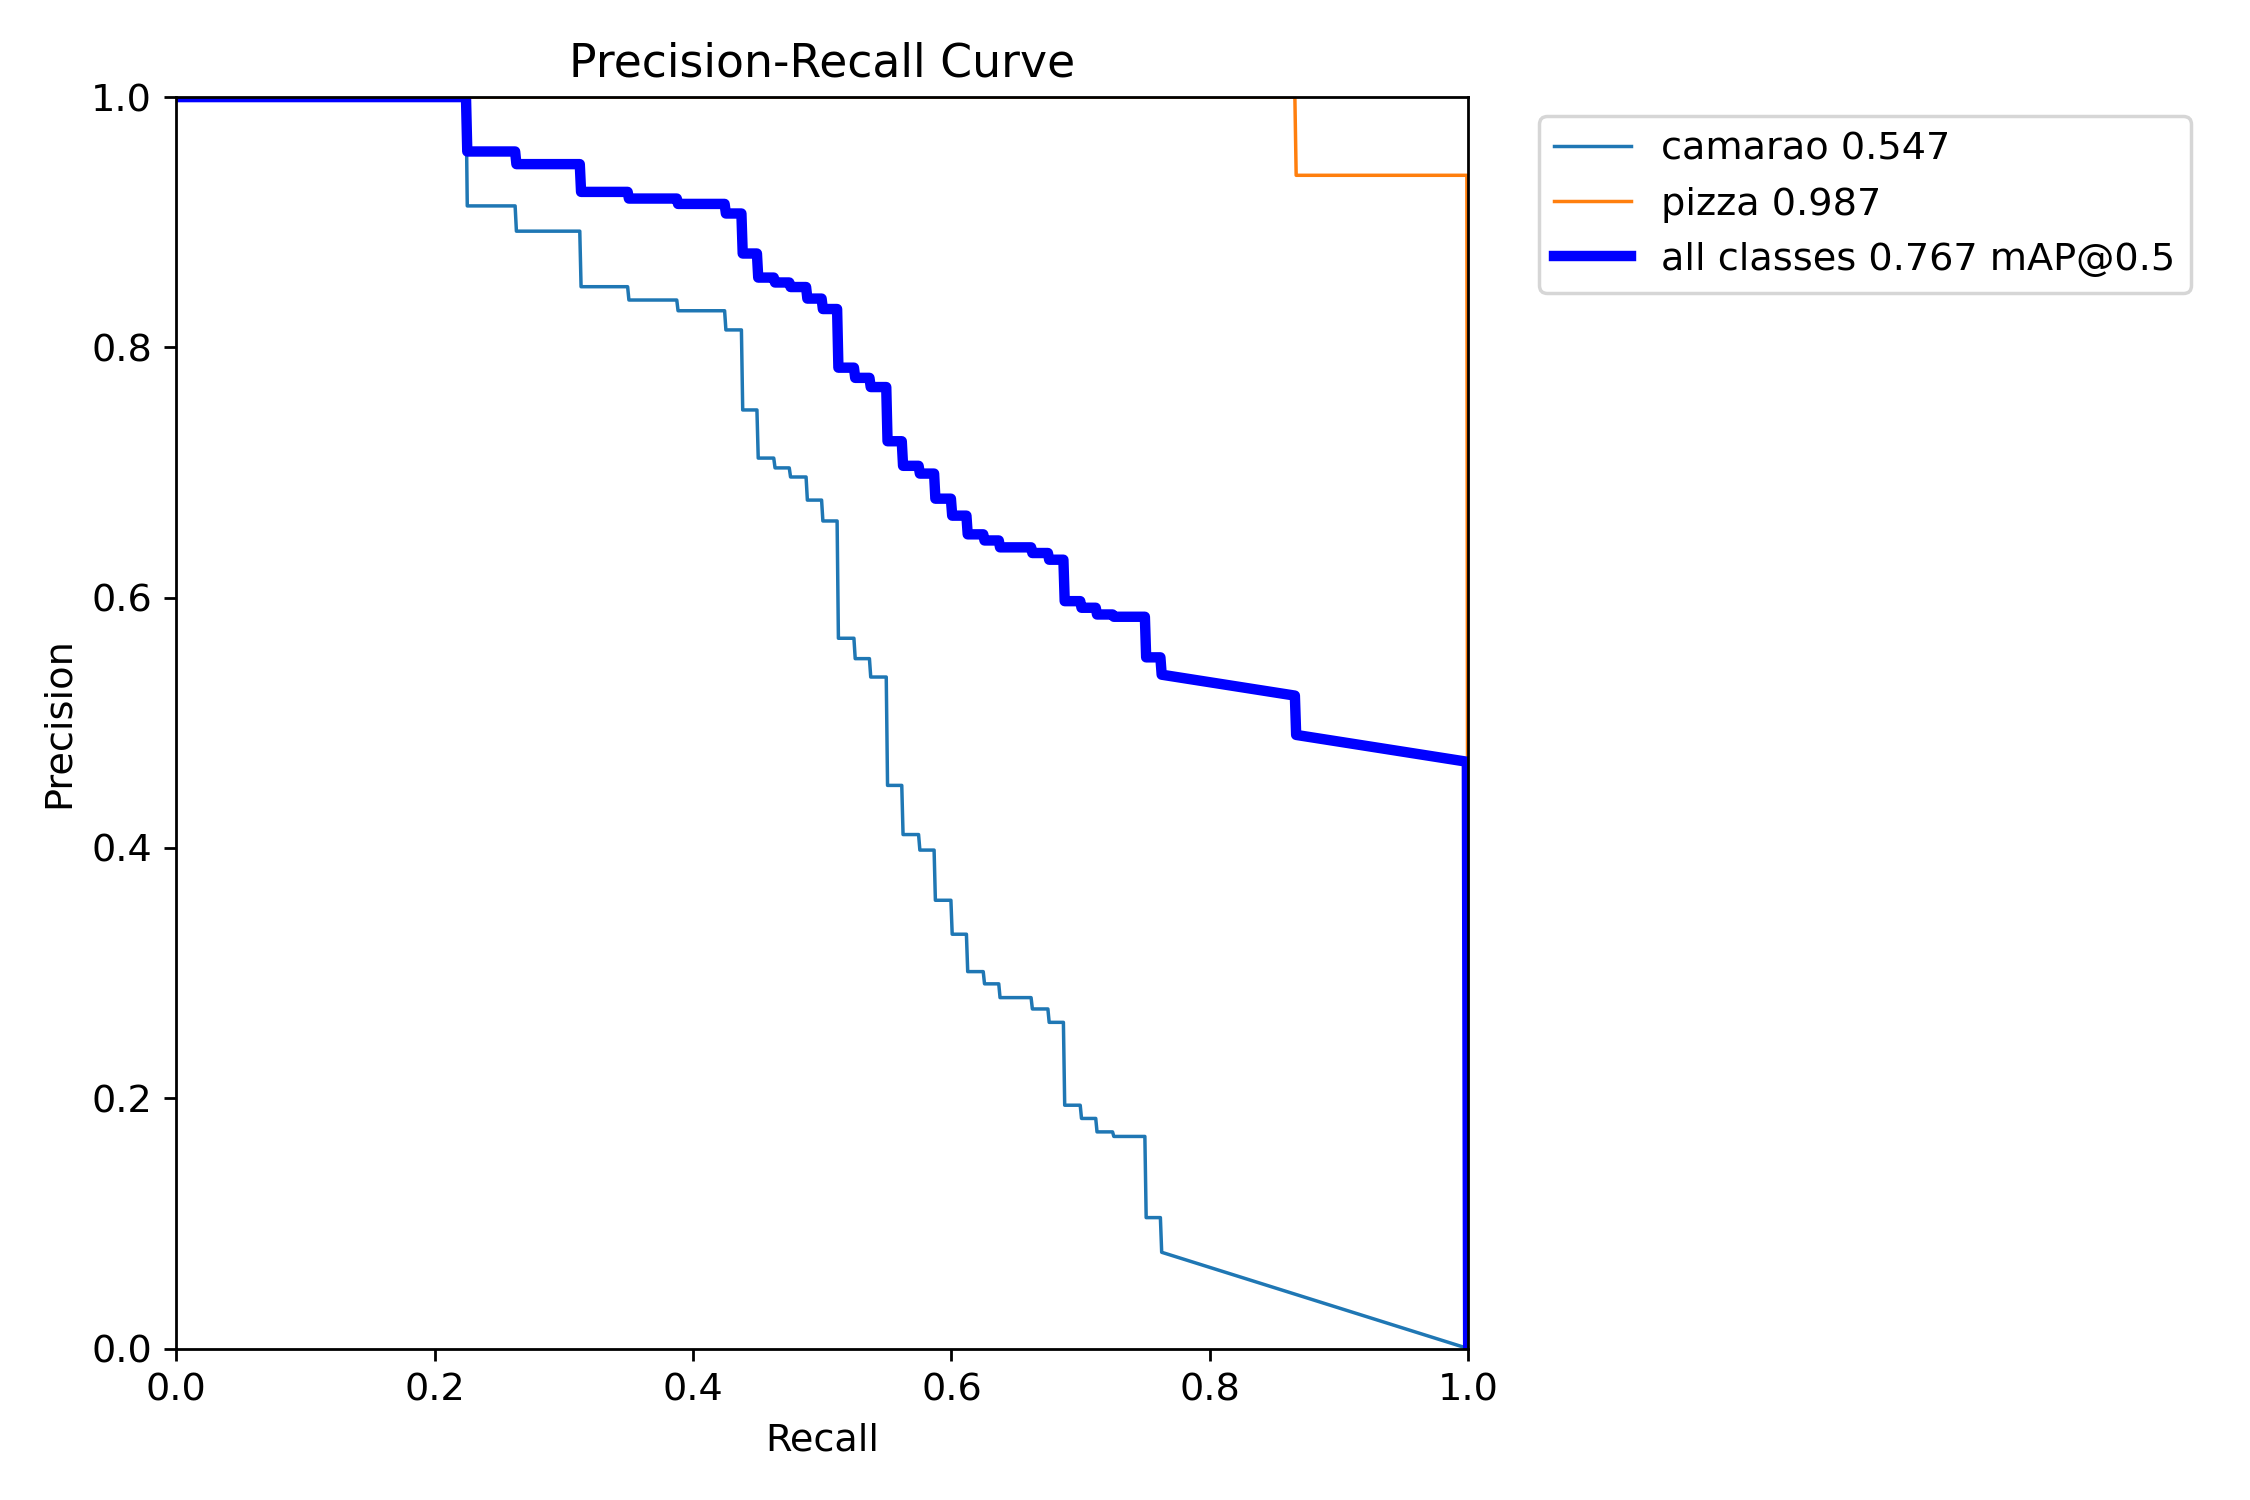 Precision-Recall Curve
1.0
0.8
0.6
0.4
0.2
0.0
Precision
0.0 0.2 0.4 0.6 0.8 1.0
Recall
camarao 0.547
pizza 0.987
all classes 0.767 mAP@0.5